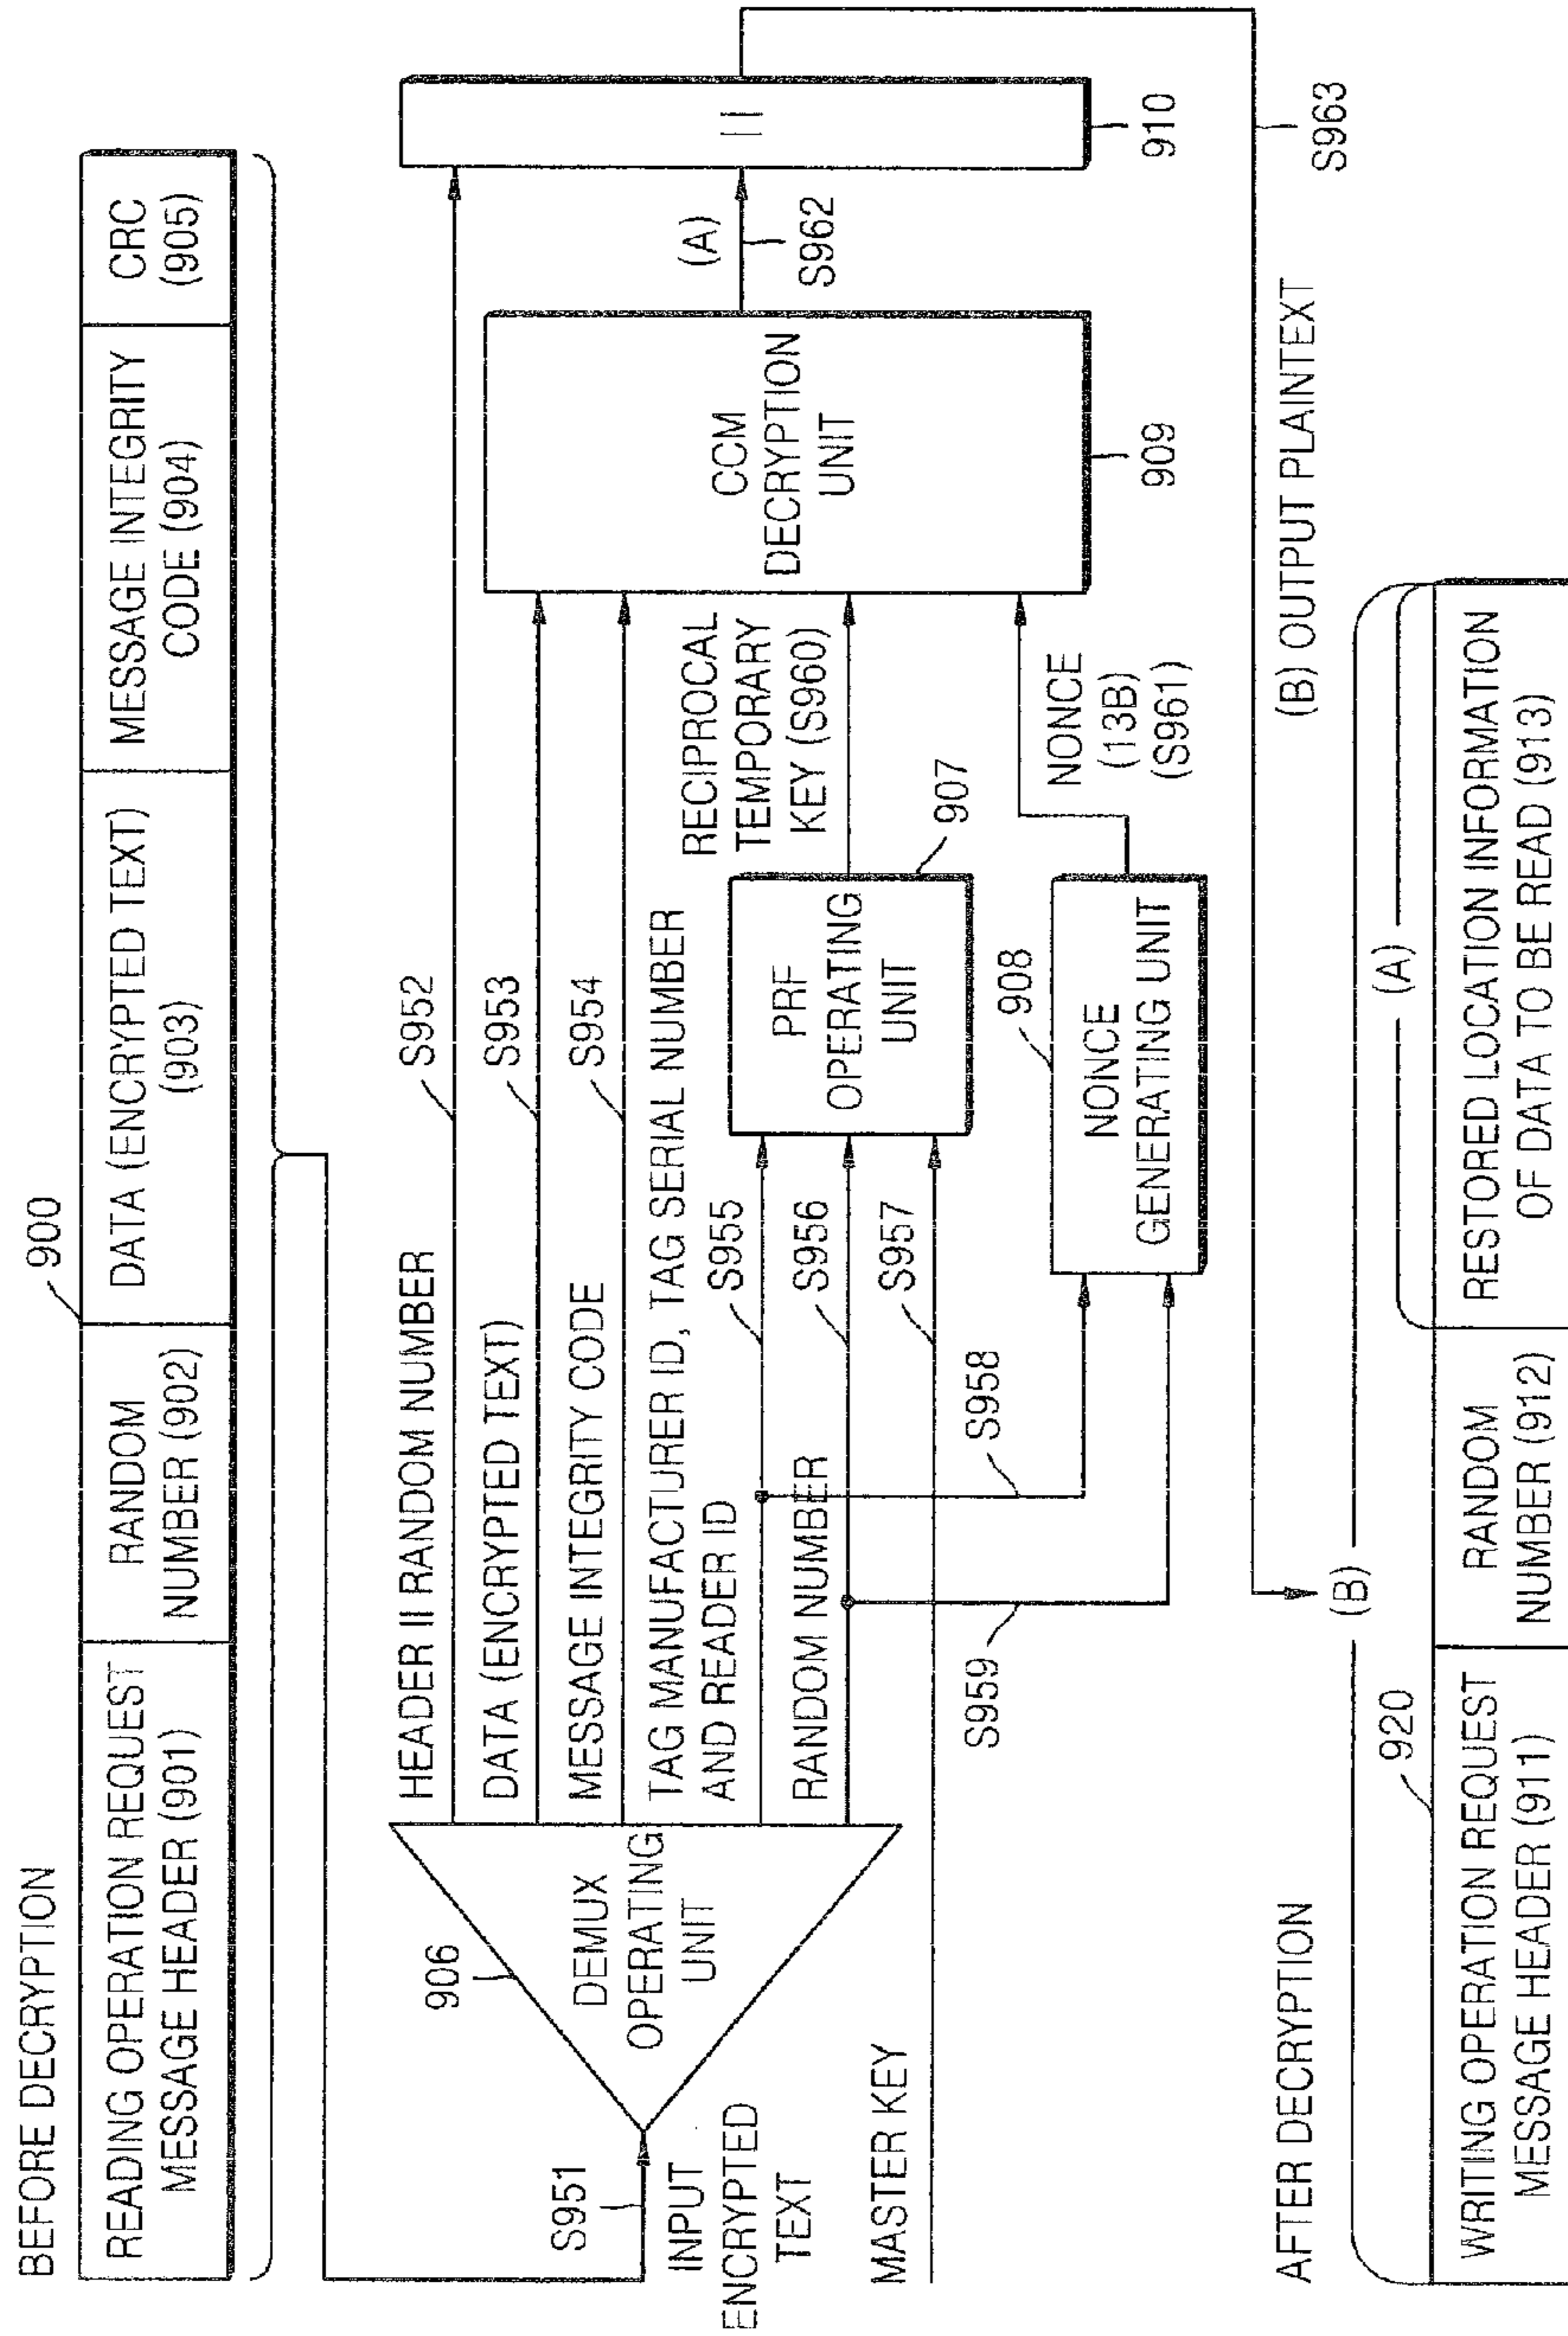 BEFORE DECRYPTION
900
READING OPERATION REQUEST
MESSAGE HEADER (901)
RANDOM
NUMBER (902)
DATA (ENCRYPTED TEXT)
(903)
MESSAGE INTEGRITY
CODE (904)
CRC
(905)
S951
INPUT
ENCRYPTED
TEXT
MASTER KEY
906
DEMUX
OPERATING
UNIT
HEADER II RANDOM NUMBER
S952
DATA (ENCRYPTED TEXT)
S953
MESSAGE INTEGRITY CODE
S954
TAG MANUFACTURER ID, TAG SERIAL NUMBER
AND READER ID
S955
RANDOM NUMBER
S956
S957
S958
S959
PRF
OPERATING
UNIT
907
908
NONCE
GENERATING UNIT
RECIPROCAL
TEMPORARY
KEY (S960)
NONCE
(13B)
(S961)
CCM
DECRYPTION
UNIT
909
(A)
S962
||
910
S963
(B) OUTPUT PLAINTEXT
AFTER DECRYPTION
(B)
(A)
920
WRITING OPERATION REQUEST
MESSAGE HEADER (911)
RANDOM
NUMBER (912)
RESTORED LOCATION INFORMATION
OF DATA TO BE READ (913)